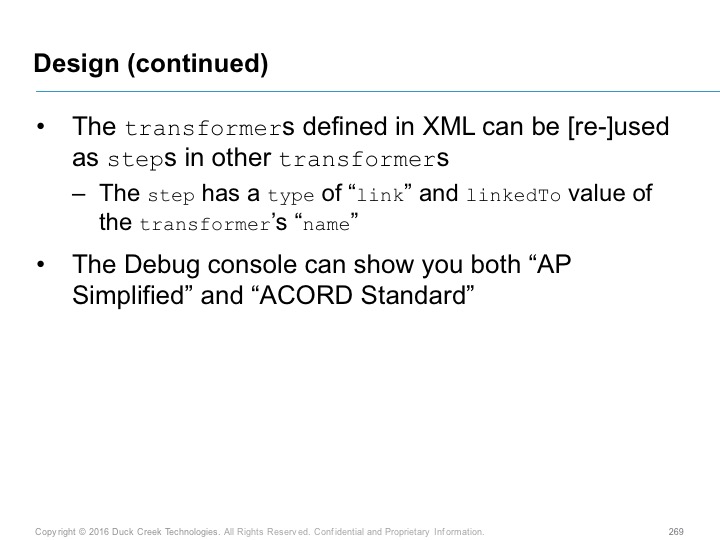 Design (continued)
• The transformers defined in XML can be [re-]used
as steps in other transformers
– The step has a type of “link” and linkedTo value of
the transformer’s “name”
• The Debug console can show you both “AP
Simplified” and “ACORD Standard”
Copyright © 2016 Duck Creek Technologies. All Rights Reserved. Confidential and Proprietary Information.
269